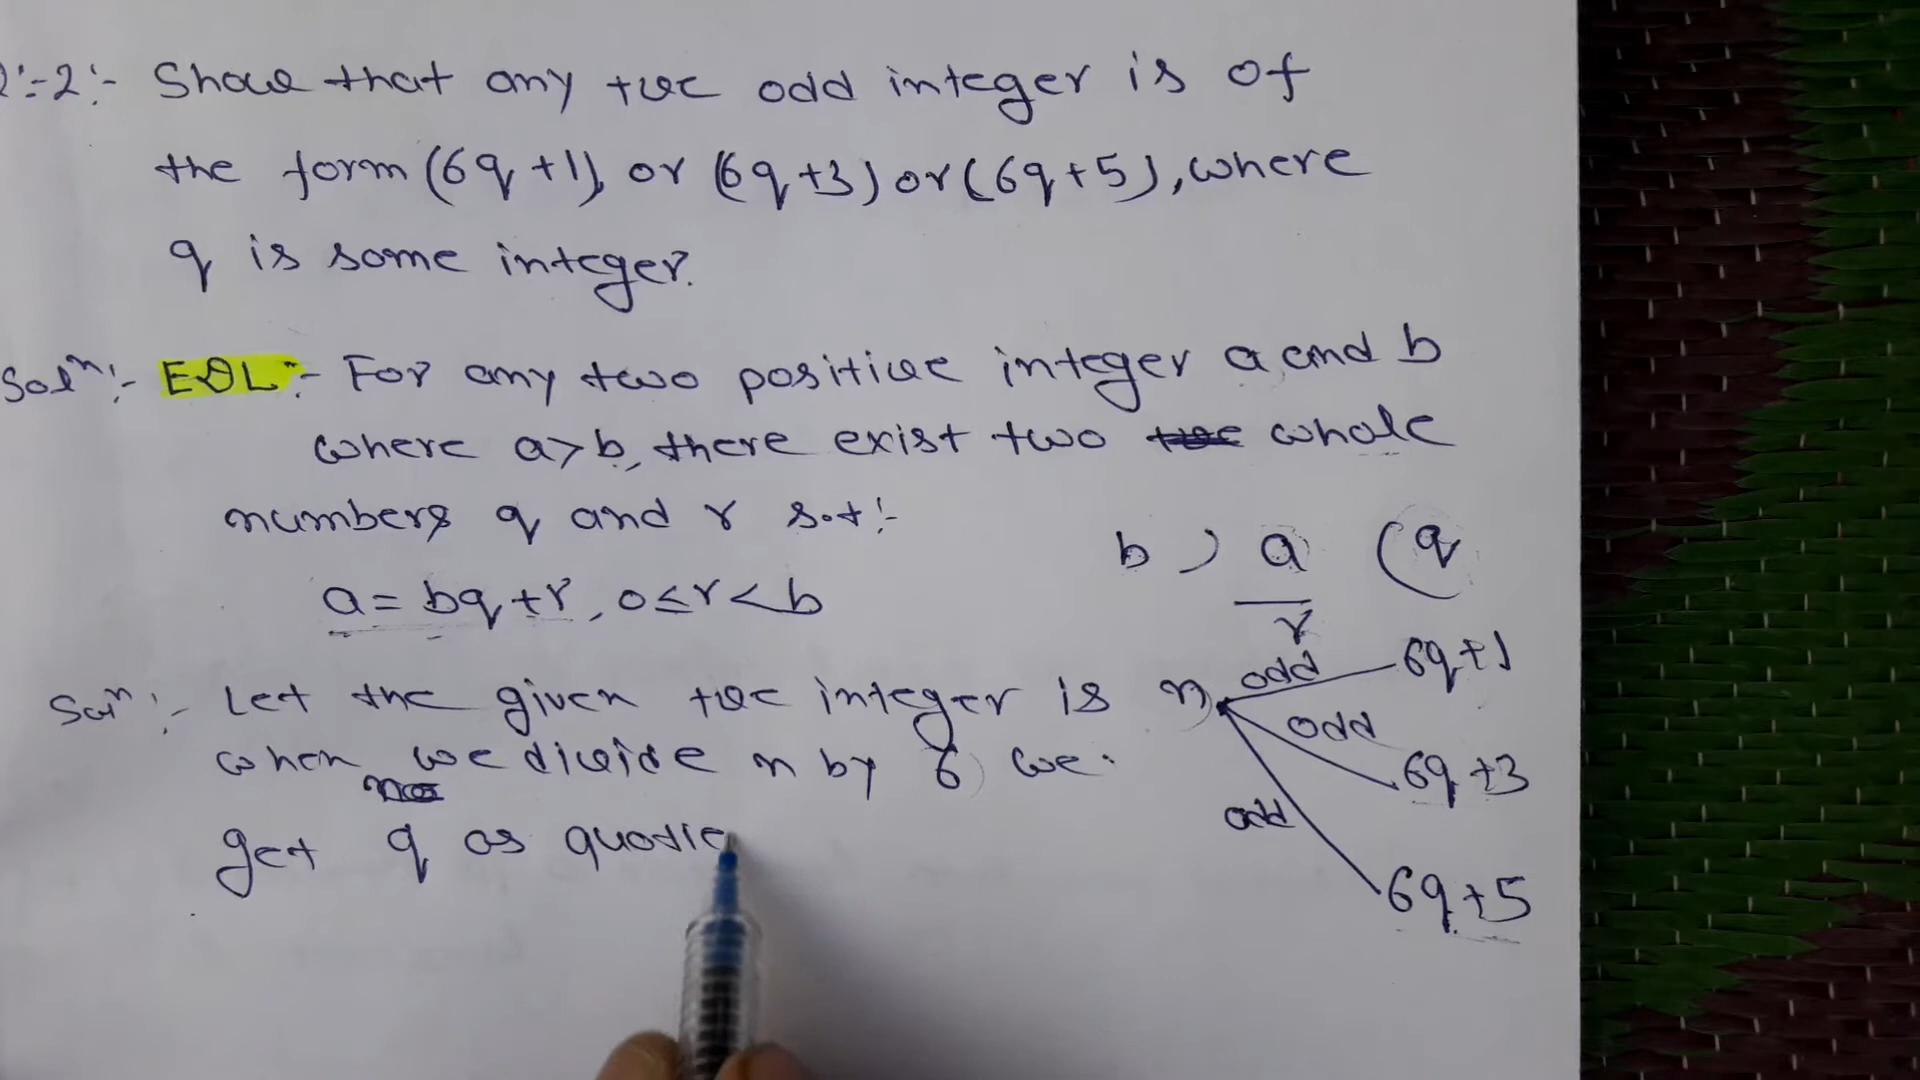 2:-2:- Show that any +ve odd integer is of
the form (6q+1), or (6q+3) or (6q+5), where
q is some integer.
Solⁿ:- EDL:- For any two positive integer a and b
where a>b, there exist two whole
numbers q and r s.t:-
a = bq+r, 0≤r<b
b ) a ( q
r
Solⁿ:- Let the given +ve integer is n,
when we divide n by 6, we
get q as quotie
odd 6q+1
odd 6q+3
odd 6q+5